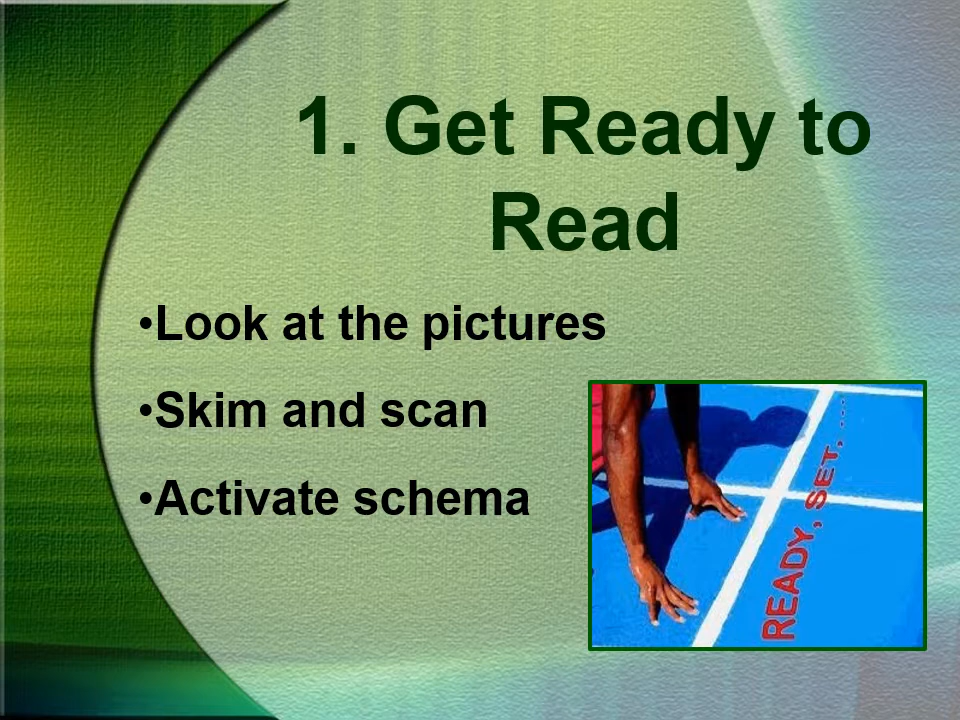 1. Get Ready to
Read
•Look at the pictures
•Skim and scan
•Activate schema
READY, SET, ...